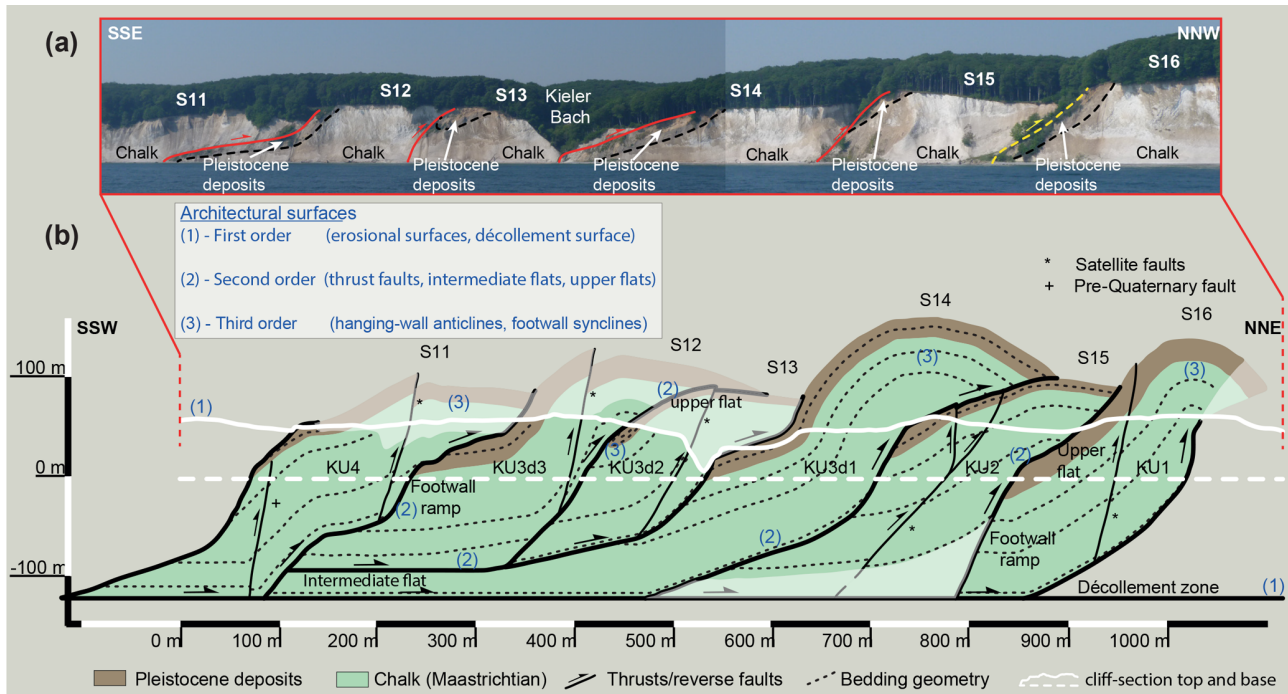 (a)
SSE
NNW
S11
S12
S13
Kieler
Bach
S14
S15
S16
Chalk
Pleistocene
deposits
Chalk
Pleistocene
deposits
Chalk
Pleistocene
deposits
Chalk
Pleistocene
deposits
Chalk
Pleistocene
deposits
Chalk
(b)
Architectural surfaces
(1) - First order (erosional surfaces, décollement surface)
(2) - Second order (thrust faults, intermediate flats, upper flats)
(3) - Third order (hanging-wall anticlines, footwall synclines)
* Satellite faults
+ Pre-Quaternary fault
SSW
NNE
S11
S12
S13
S14
S15
S16
100 m
0 m
-100 m
(1)
(3)
(2)
upper flat
(3)
(3)
*
*
*
*
*
+
KU4
KU3d3
(3)
KU3d2
KU3d1
KU2
(2)
Upper
flat
KU1
Footwall
ramp
(2)
(2)
Intermediate flat
(2)
Footwall
ramp
Décollement zone
(1)
0 m
100 m
200 m
300 m
400 m
500 m
600 m
700 m
800 m
900 m
1000 m
Pleistocene deposits
Chalk (Maastrichtian)
Thrusts/reverse faults
Bedding geometry
cliff-section top and base